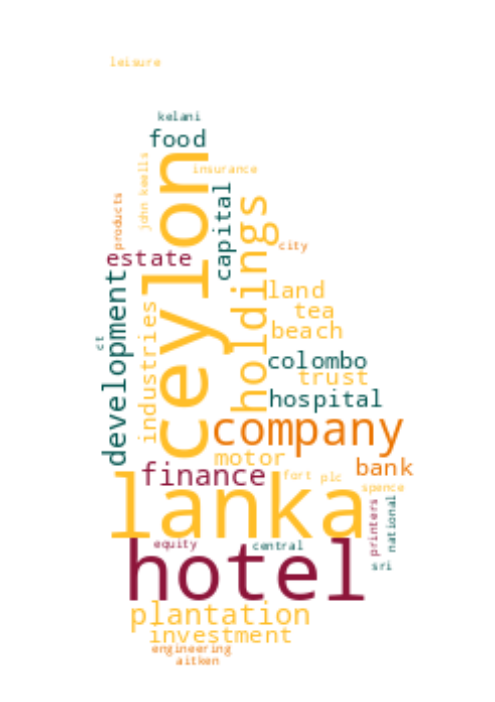 leisure
kelani
food
john keells
insurance
ceylon
capital
holdings
products
city
estate
development
land
industries
tea
beach
ct
colombo
trust
hospital
company
motor
bank
finance
fort
plc
spence
lanka
national
printers
equity
central
sri
hotel
plantation
investment
engineering
aitken